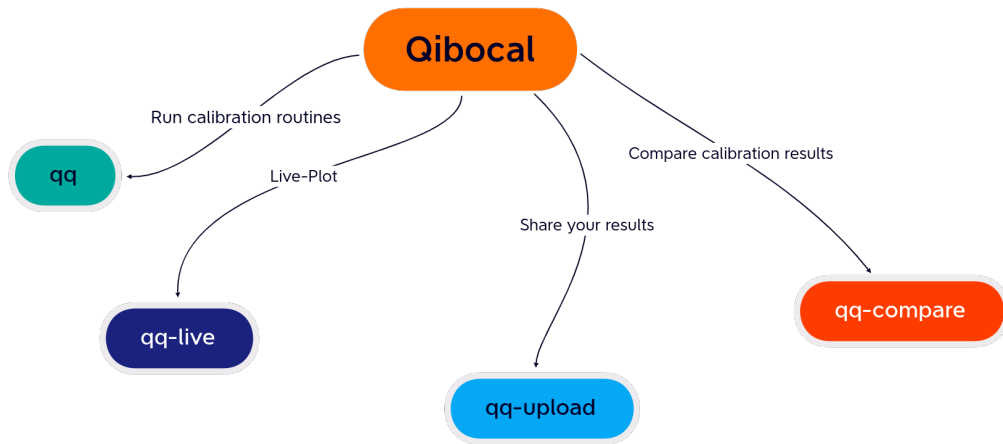 Qibocal
Run calibration routines
Compare calibration results
qq
Live-Plot
Share your results
qq-compare
qq-live
qq-upload